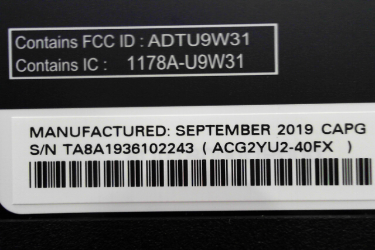 Contains FCC ID : ADTU9W31
Contains IC : 1178A-U9W31
MANUFACTURED: SEPTEMBER 2019 CAPG
S/N TA8A1936102243 ( ACG2YU2-40FX )